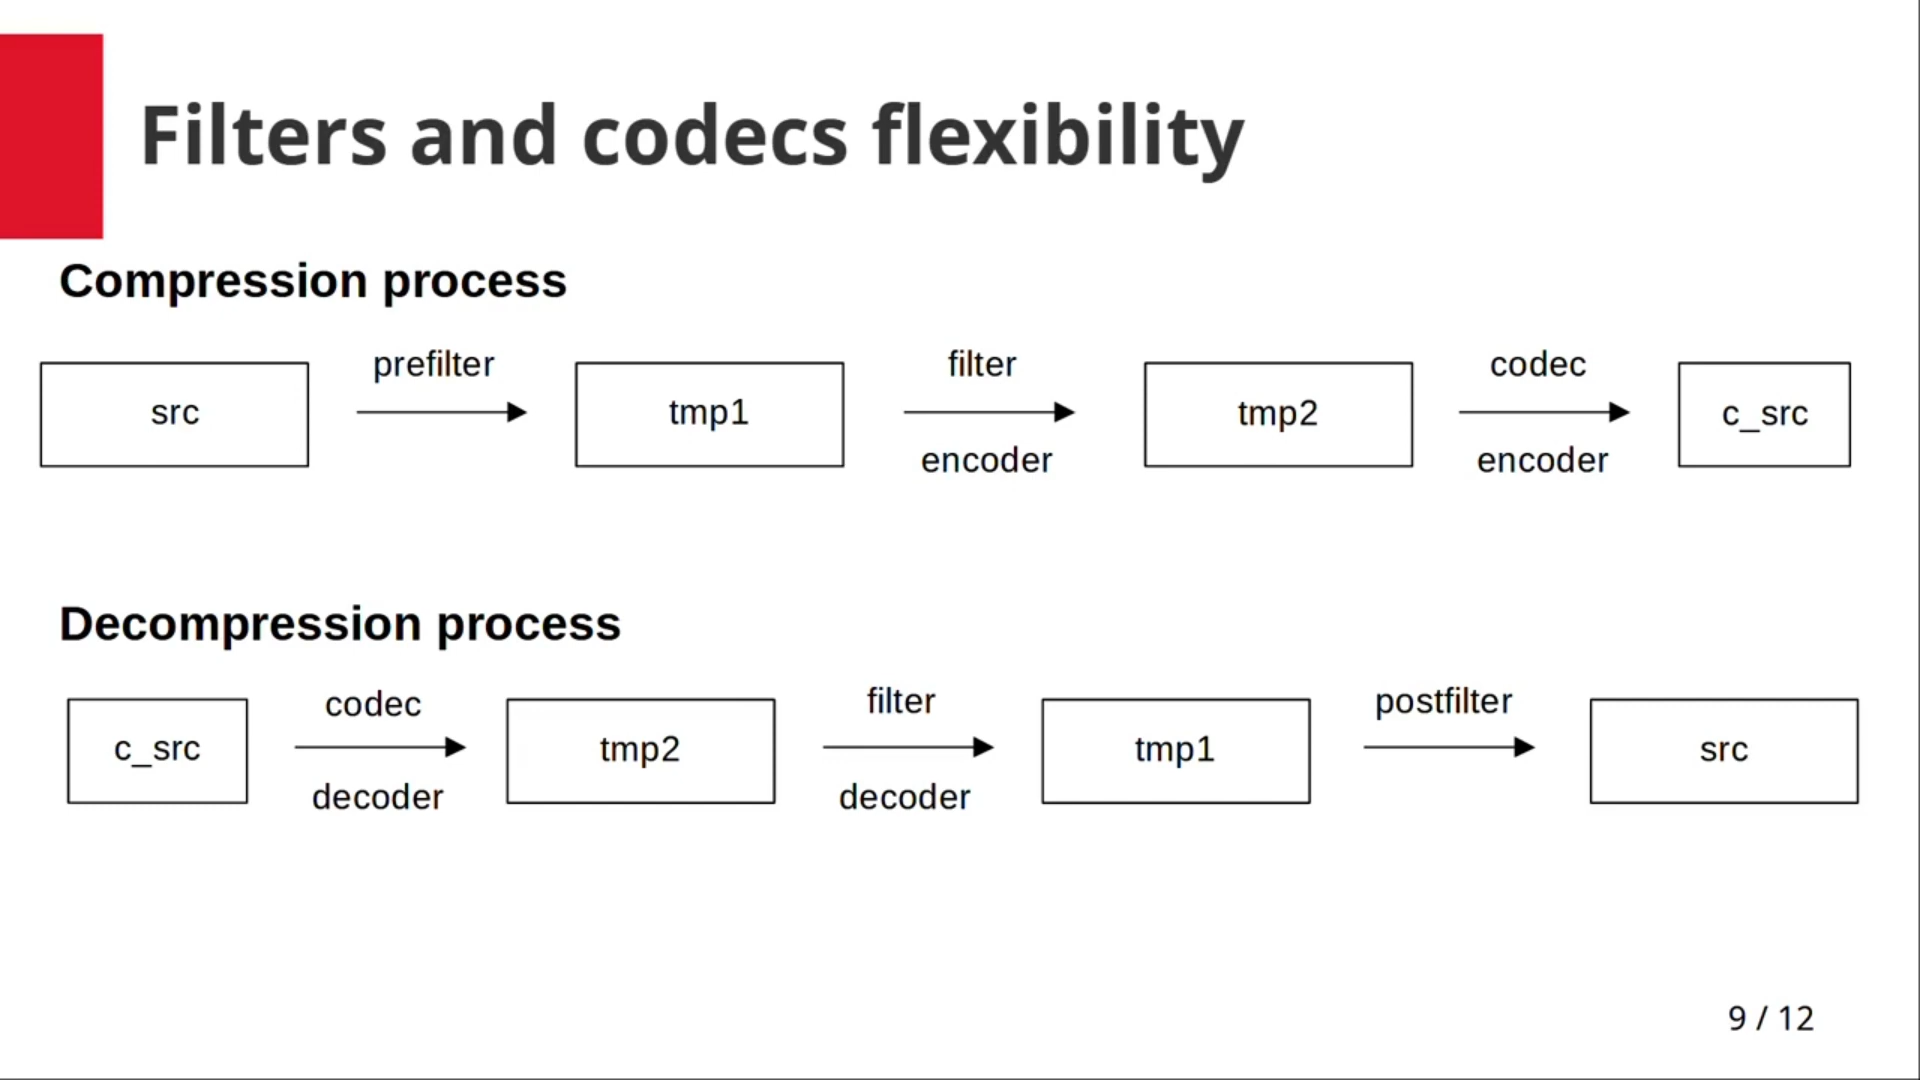 Filters and codecs flexibility
Compression process
src
prefilter
tmp1
filter
encoder
tmp2
codec
encoder
c_src
Decompression process
c_src
codec
decoder
tmp2
filter
decoder
tmp1
postfilter
src
9 / 12